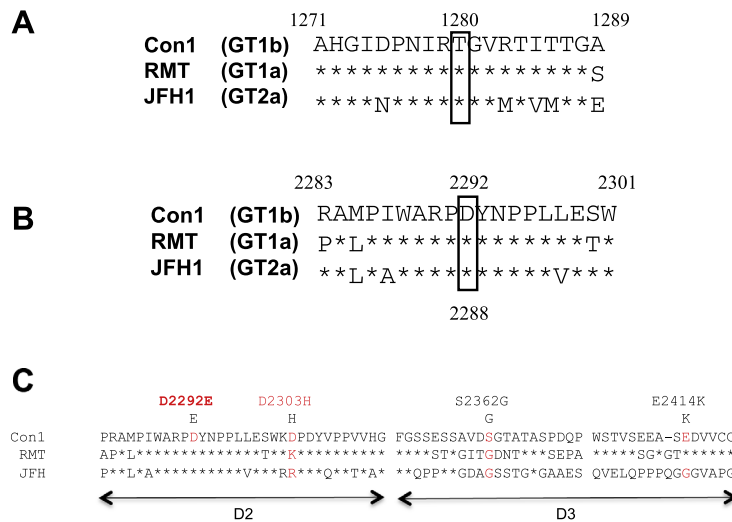 A
1271 1280 1289
Con1 (GT1b) AHGIDPNIRTGVRTITTGA
RMT (GT1a) ******************S
JFH1 (GT2a) ****N*******M*VM**E
B
2283 2292 2301
Con1 (GT1b) RAMPIWARPDYNPPLLESW
RMT (GT1a) P*L**************T*
JFH1 (GT2a) **L*A**********V***
2288
C
D2292E D2303H S2362G E2414K
E H G K
Con1 PRAMPIWARPDYNPPLLESWKDPDYVPPVVHG FGSSESSAVDSGTATASPDQP WSTVSEEA-SEDVVCC
RMT AP*L**************T**K********** ****ST*GITGDNT***SEPA *****SG*GT******
JFH P**L*A**********V***RR***Q**T*A* **QPP**GDAGSSTG*GAAES QVELQPPPQGGGVAPG
D2 D3